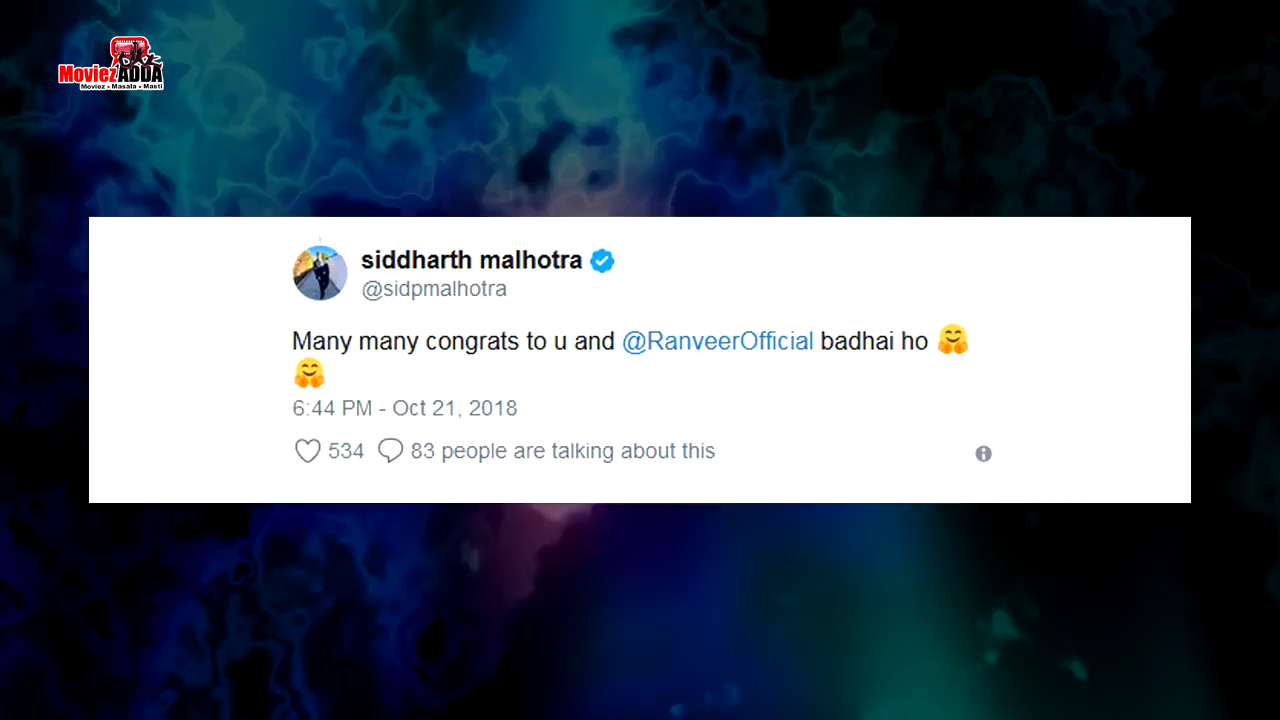 MoviezADDA
Moviez • Masala • Masti
siddharth malhotra
@sidpmalhotra
Many many congrats to u and @RanveerOfficial badhai ho 🤗
🤗
6:44 PM - Oct 21, 2018
534 83 people are talking about this